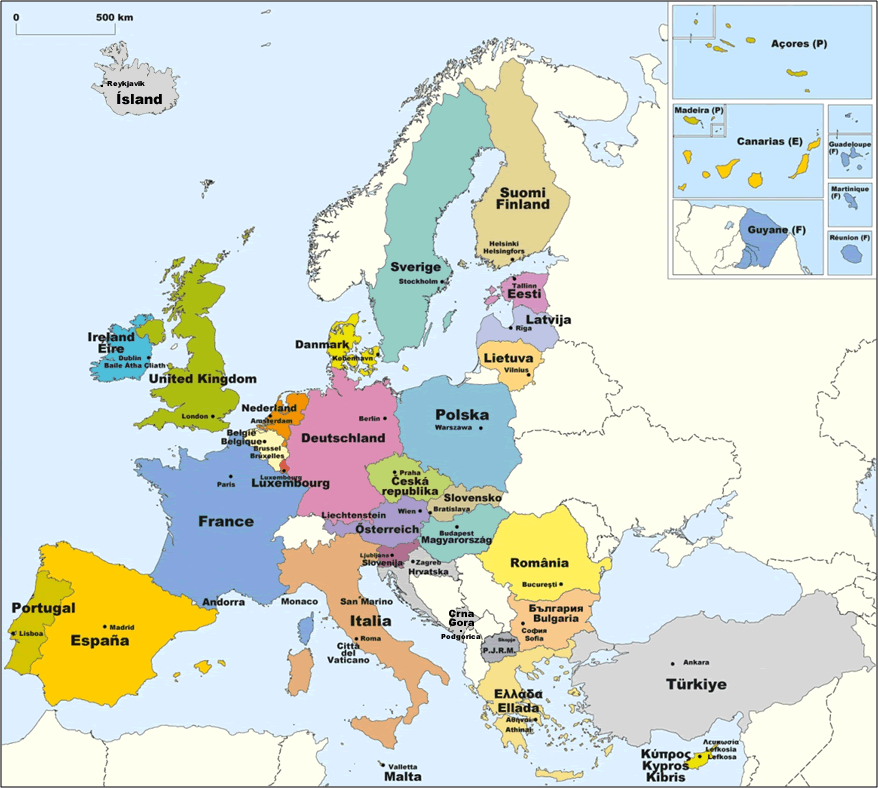 0 500 km
Reykjavík
Ísland
Açores (P)
Madeira (P)
Canarias (E)
Guadeloupe
(F)
Martinique
(F)
Guyane (F)
Réunion (F)
Suomi
Finland
Helsinki
Helsingfors
Sverige
Stockholm
Tallinn
Eesti
Latvija
Rīga
Lietuva
Vilnius
Danmark
København
Ireland
Éire
Dublin
Baile Átha Cliath
United Kingdom
London
Nederland
Amsterdam
België
Belgique
Brussel
Bruxelles
Luxembourg
Luxembourg
Berlin
Deutschland
Polska
Warszawa
Praha
Česká
republika
Slovensko
Bratislava
Liechtenstein
Wien
Österreich
Budapest
Magyarország
Paris
France
Ljubljana
Slovenija
Zagreb
Hrvatska
România
București
Andorra
Monaco
San Marino
Italia
Roma
Città
del
Vaticano
Crna
Gora
Podgorica
България
Bulgaria
София
Sofia
Skopje
P.J.R.M.
Portugal
Lisboa
Madrid
España
Ankara
Türkiye
Ελλάδα
Ellada
Αθήναι
Athinai
Valletta
Malta
Κύπρος
Kypros
Kibris
Λευκωσία
Lefkosia
Lefkosa